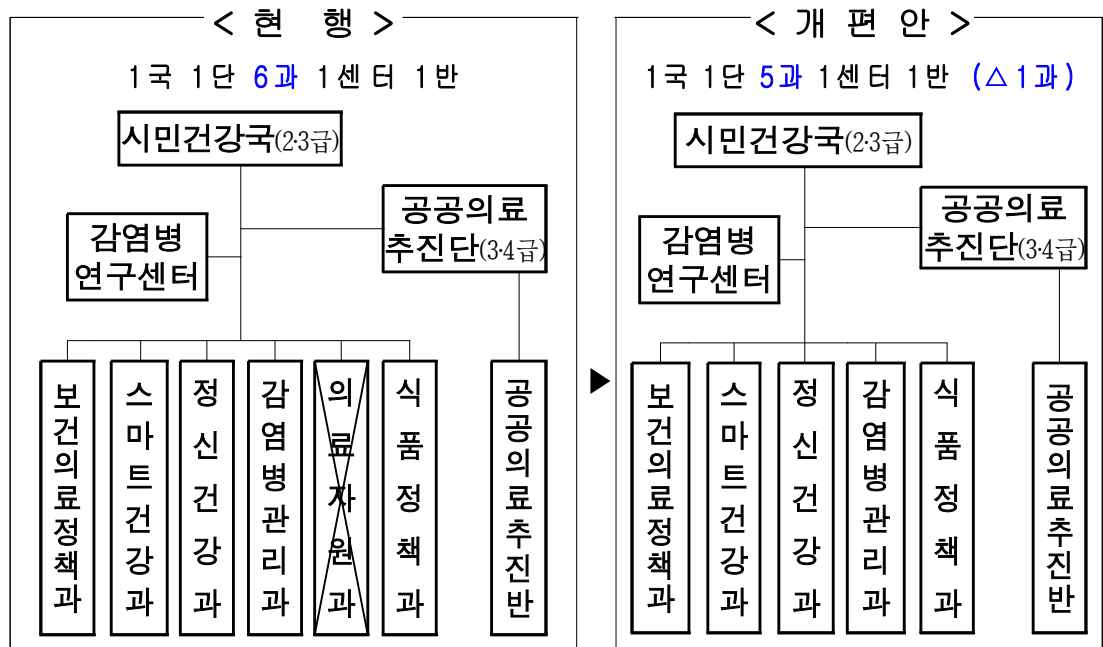 < 현 행 >
1국 1단 6과 1센터 1반
시민건강국(2·3급)
공공의료
추진단(3·4급)
감염병
연구센터
보건의료정책과
스마트건강과
정신건강과
감염병관리과
의료자원과
식품정책과
공공의료추진반
▶
< 개 편 안 >
1국 1단 5과 1센터 1반 (△1과)
시민건강국(2·3급)
공공의료
추진단(3·4급)
감염병
연구센터
보건의료정책과
스마트건강과
정신건강과
감염병관리과
식품정책과
공공의료추진반